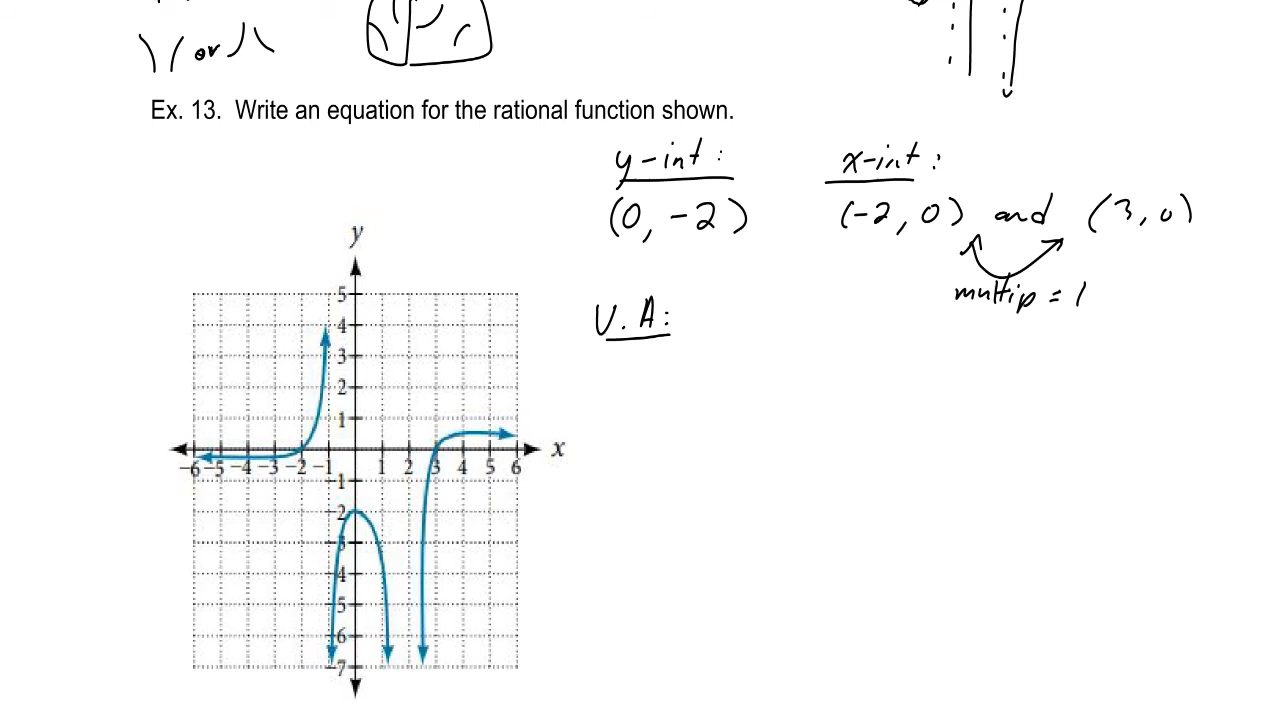 or
Ex. 13. Write an equation for the rational function shown.
y-int: x-int:
(0, -2) (-2, 0) and (3, 0)
multip = 1
V.A:
y
5
4
3
2
1
x
-6 -5 -4 -3 -2 -1 1 2 3 4 5 6
-1
-2
-3
-4
-5
-6
-7